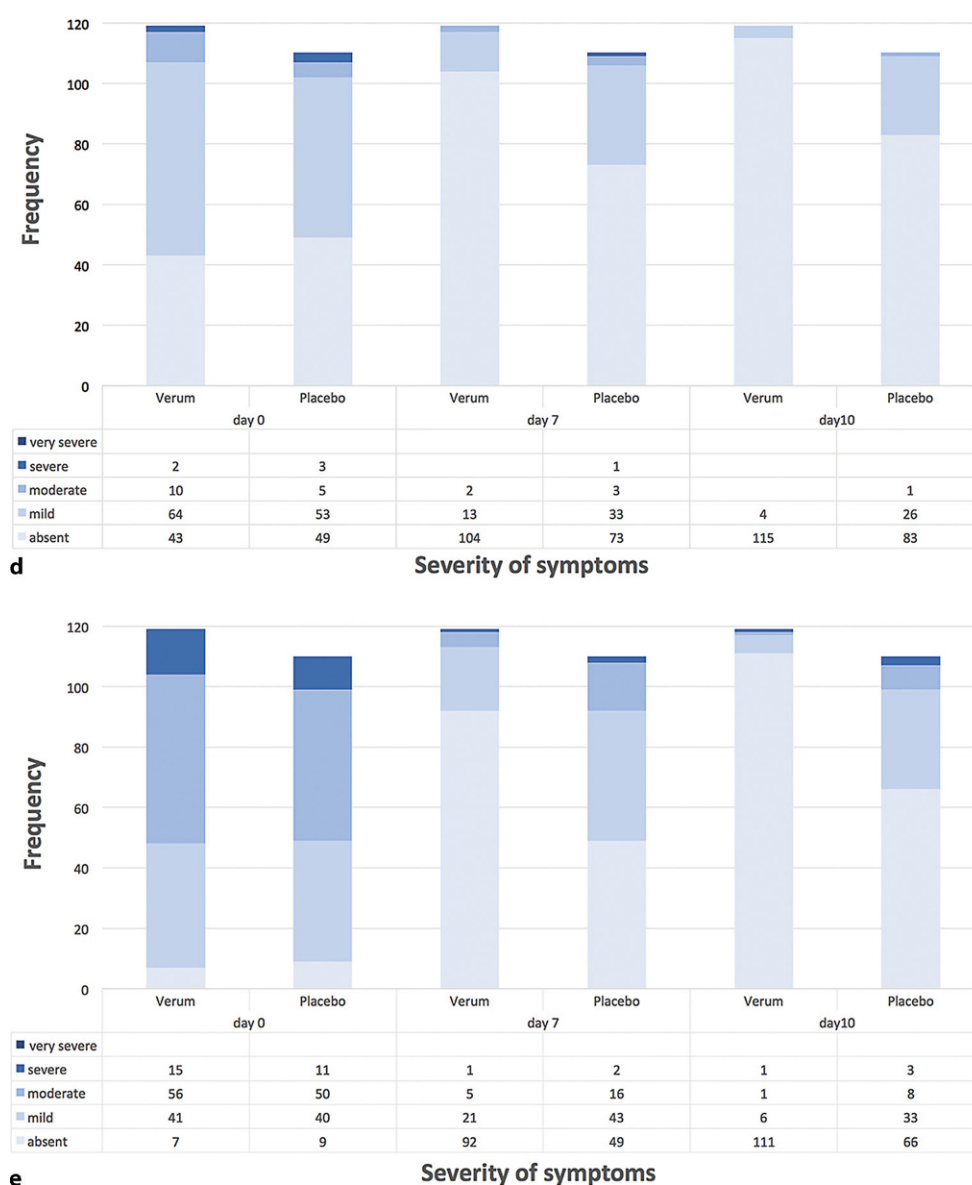 120
100
80
60
40
20
0
Frequency
Verum Placebo Verum Placebo Verum Placebo
day 0 day 7 day10
very severe
severe 2 3 1
moderate 10 5 2 3 1
mild 64 53 13 33 4 26
absent 43 49 104 73 115 83
d Severity of symptoms
120
100
80
60
40
20
0
Frequency
Verum Placebo Verum Placebo Verum Placebo
day 0 day 7 day10
very severe
severe 15 11 1 2 1 3
moderate 56 50 5 16 1 8
mild 41 40 21 43 6 33
absent 7 9 92 49 111 66
e Severity of symptoms